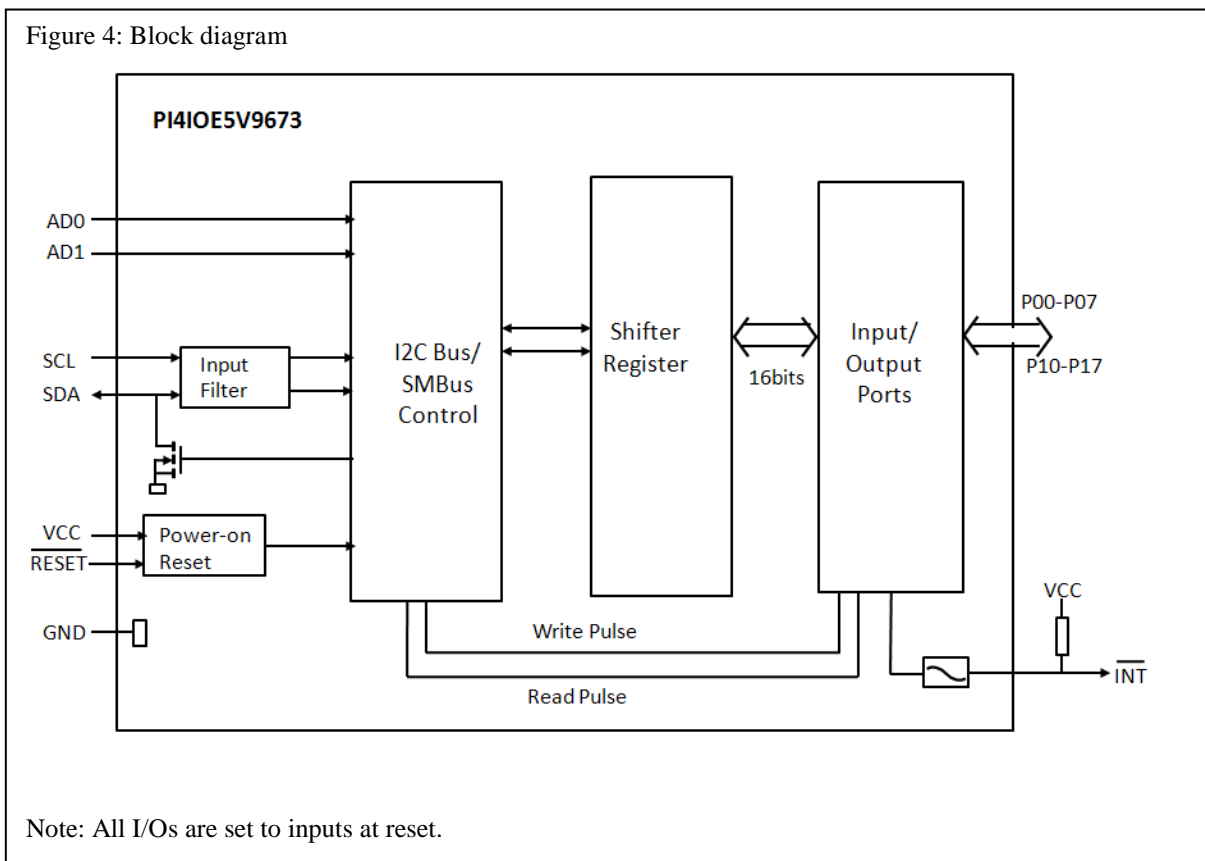 Figure 4: Block diagram
PI4IOE5V9673
AD0
AD1
SCL
SDA
Input
Filter
VCC
RESET
Power-on
Reset
GND
I2C Bus/
SMBus
Control
Shifter
Register
16bits
Input/
Output
Ports
P00-P07
P10-P17
Write Pulse
Read Pulse
VCC
INT
Note: All I/Os are set to inputs at reset.